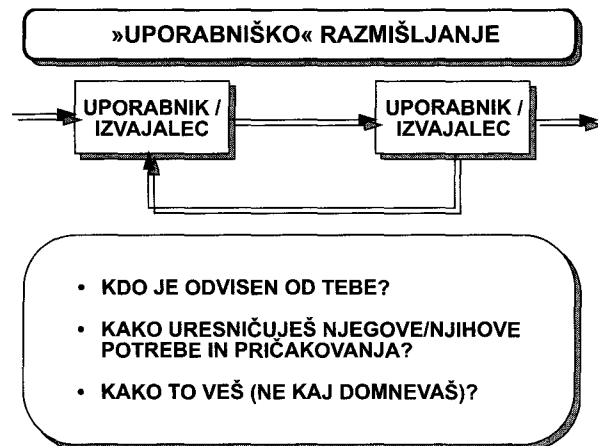 »UPORABNIŠKO« RAZMIŠLJANJE
UPORABNIK /
IZVAJALEC
UPORABNIK /
IZVAJALEC
• KDO JE ODVISEN OD TEBE?
• KAKO URESNIČUJEŠ NJEGOVE/NJIHOVE
POTREBE IN PRIČAKOVANJA?
• KAKO TO VEŠ (NE KAJ DOMNEVAŠ)?